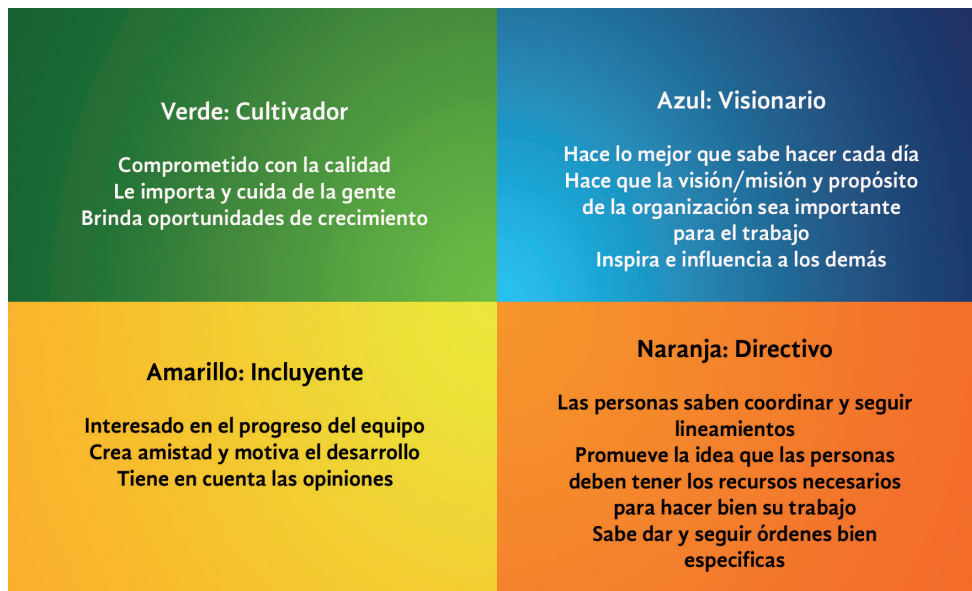 Verde: Cultivador
Comprometido con la calidad
Le importa y cuida de la gente
Brinda oportunidades de crecimiento
Azul: Visionario
Hace lo mejor que sabe hacer cada día
Hace que la visión/misión y propósito
de la organización sea importante
para el trabajo
Inspira e influencia a los demás
Amarillo: Incluyente
Interesado en el progreso del equipo
Crea amistad y motiva el desarrollo
Tiene en cuenta las opiniones
Naranja: Directivo
Las personas saben coordinar y seguir
lineamientos
Promueve la idea que las personas
deben tener los recursos necesarios
para hacer bien su trabajo
Sabe dar y seguir órdenes bien
especificas